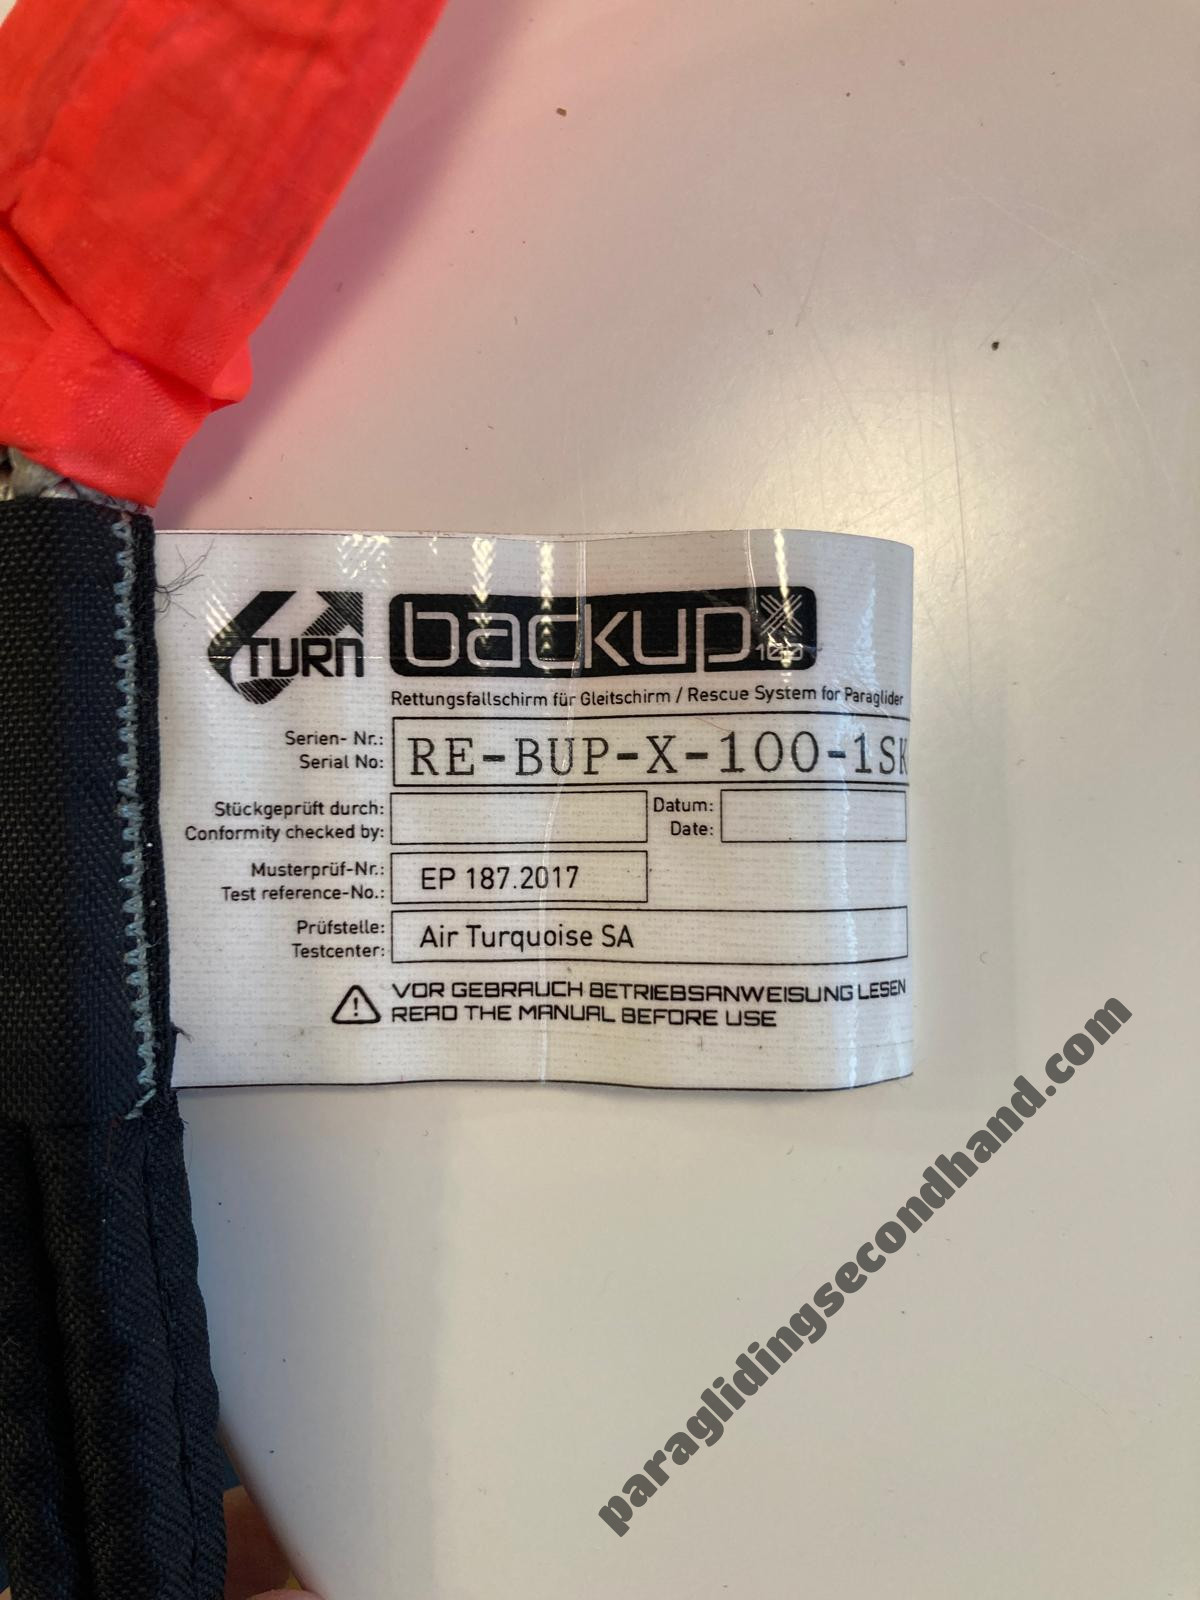 TURN
backup X 100
Rettungsfallschirm für Gleitschirm / Rescue System for Paraglider
Serien- Nr.:
Serial No:
RE-BUP-X-100-1SK
Stückgeprüft durch:
Conformity checked by:
Datum:
Date:
Musterprüf-Nr.:
Test reference-No.:
EP 187.2017
Prüfstelle:
Testcenter:
Air Turquoise SA
VOR GEBRAUCH BETRIEBSANWEISUNG LESEN
READ THE MANUAL BEFORE USE
paraglidingsecondhand.com